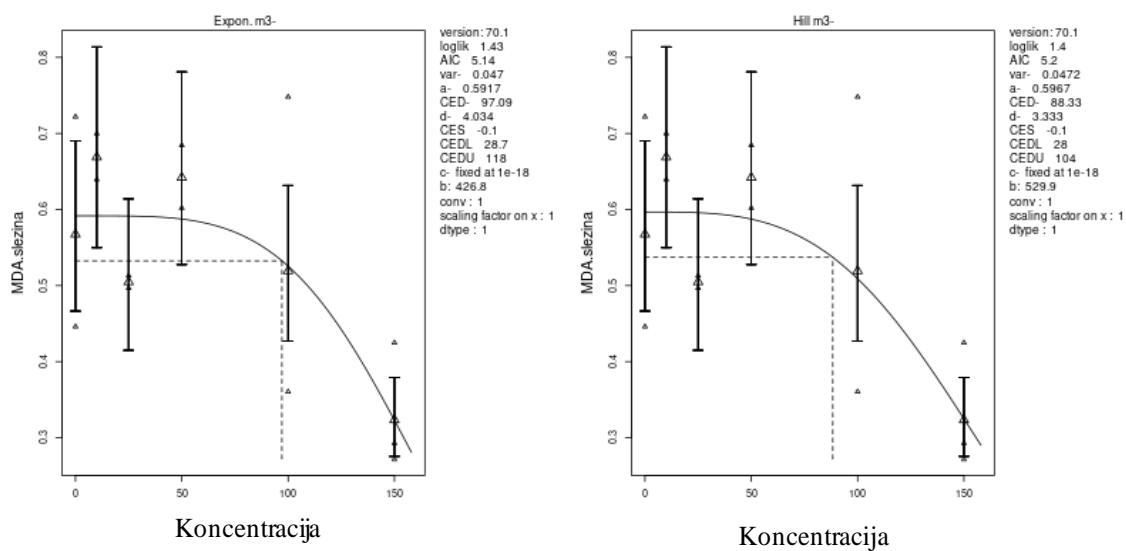 Expon. m3-
version: 70.1
loglik 1.43
AIC 5.14
var- 0.047
a- 0.5917
CED- 97.09
d- 4.034
CES -0.1
CEDL 28.7
CEDU 118
c- fixed at 1e-18
b: 426.8
conv : 1
scaling factor on x : 1
dtype : 1
MDA.slezina
0.8
0.7
0.6
0.5
0.4
0.3
0 50 100 150
Koncentracija
Hill m3-
version: 70.1
loglik 1.4
AIC 5.2
var- 0.0472
a- 0.5967
CED- 88.33
d- 3.333
CES -0.1
CEDL 28
CEDU 104
c- fixed at 1e-18
b: 529.9
conv : 1
scaling factor on x : 1
dtype : 1
MDA.slezina
0.8
0.7
0.6
0.5
0.4
0.3
0 50 100 150
Koncentracija